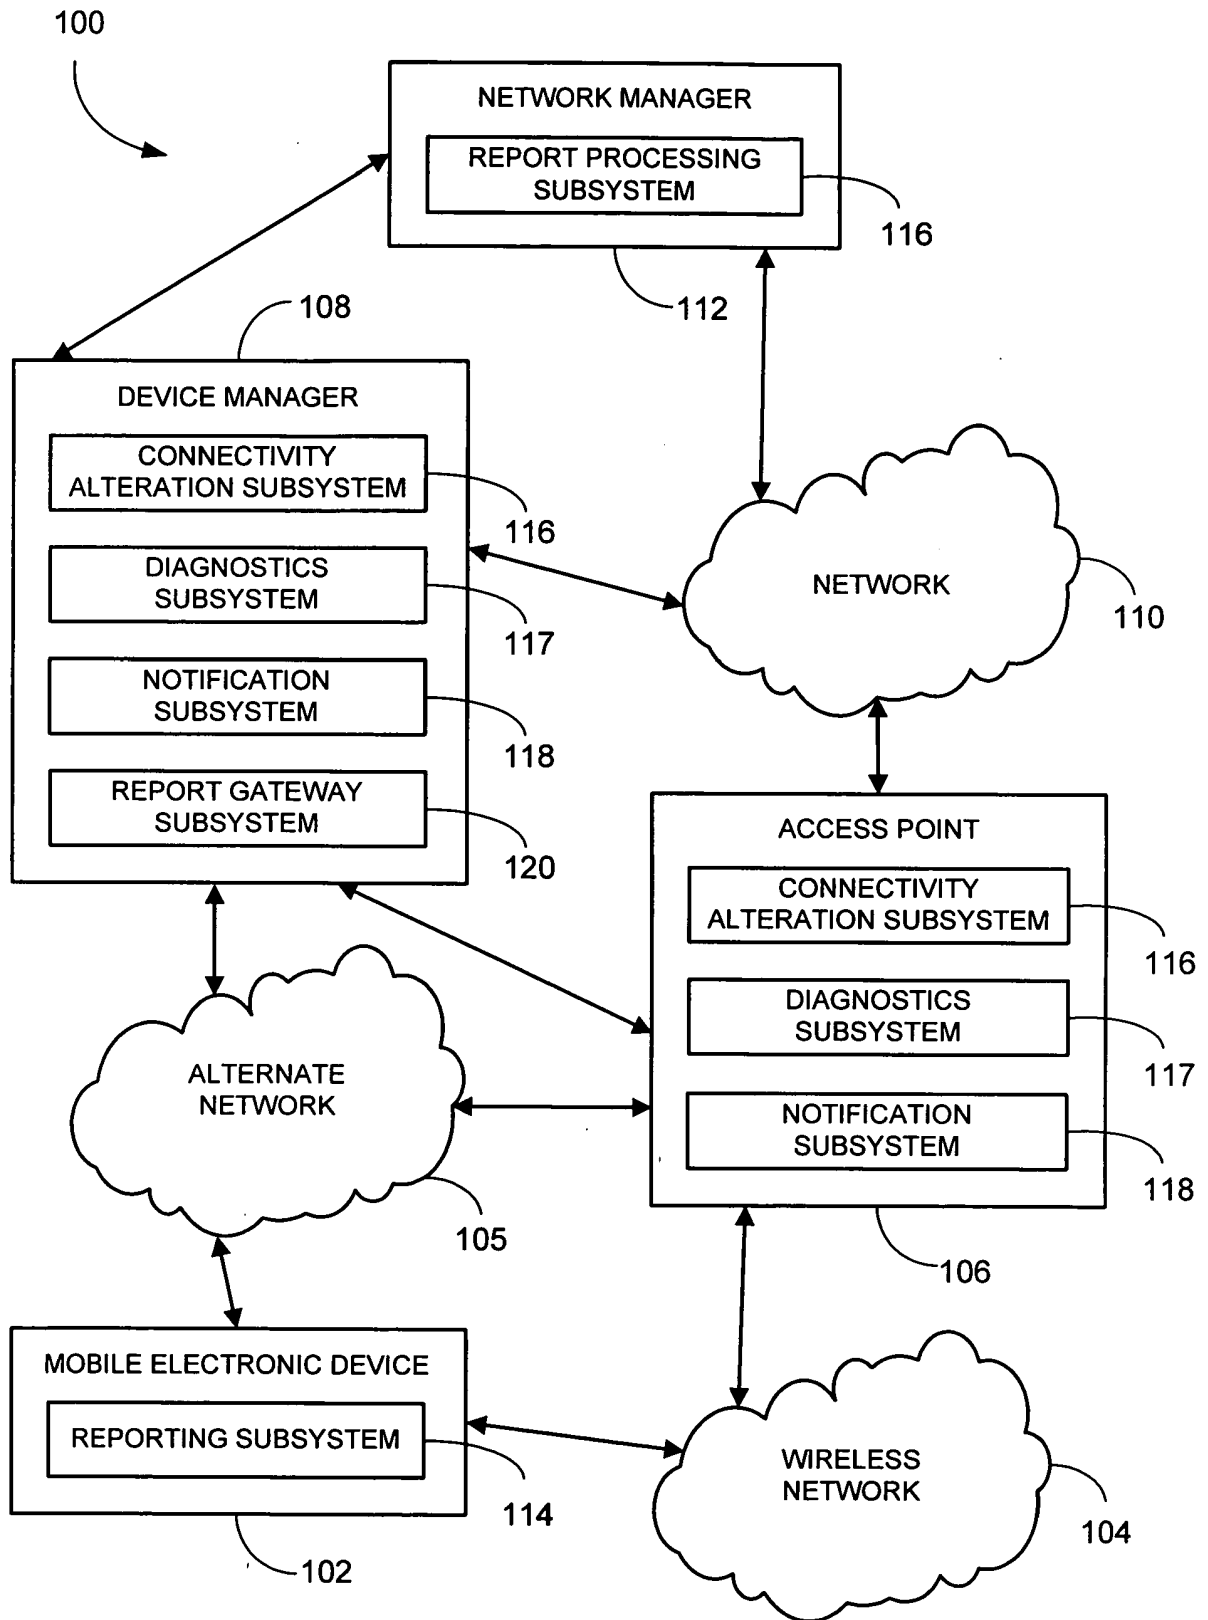 100
NETWORK MANAGER
REPORT PROCESSING
SUBSYSTEM
116
112
108
DEVICE MANAGER
CONNECTIVITY
ALTERATION SUBSYSTEM
116
DIAGNOSTICS
SUBSYSTEM
117
NOTIFICATION
SUBSYSTEM
118
REPORT GATEWAY
SUBSYSTEM
120
NETWORK
110
ACCESS POINT
CONNECTIVITY
ALTERATION SUBSYSTEM
116
DIAGNOSTICS
SUBSYSTEM
117
NOTIFICATION
SUBSYSTEM
118
106
ALTERNATE
NETWORK
105
MOBILE ELECTRONIC DEVICE
REPORTING SUBSYSTEM
114
102
WIRELESS
NETWORK
104